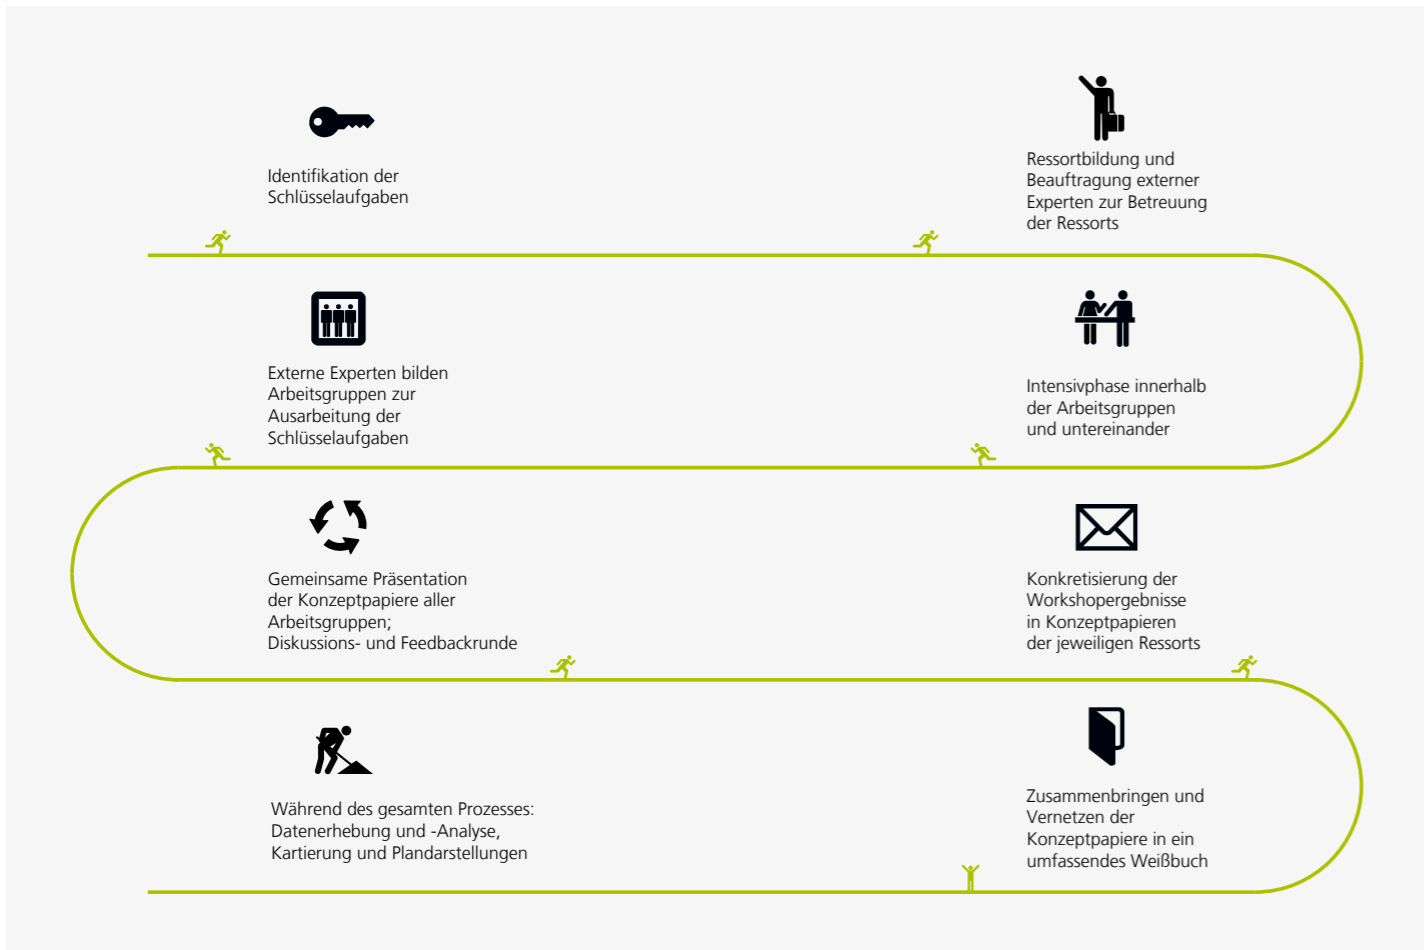 Identifikation der
Schlüsselaufgaben
Ressortbildung und
Beauftragung externer
Experten zur Betreuung
der Ressorts
Externe Experten bilden
Arbeitsgruppen zur
Ausarbeitung der
Schlüsselaufgaben
Intensivphase innerhalb
der Arbeitsgruppen
und untereinander
Gemeinsame Präsentation
der Konzeptpapiere aller
Arbeitsgruppen;
Diskussions- und Feedbackrunde
Konkretisierung der
Workshopergebnisse
in Konzeptpapieren
der jeweiligen Ressorts
Während des gesamten Prozesses:
Datenerhebung und -Analyse,
Kartierung und Plandarstellungen
Zusammenbringen und
Vernetzen der
Konzeptpapiere in ein
umfassendes Weißbuch